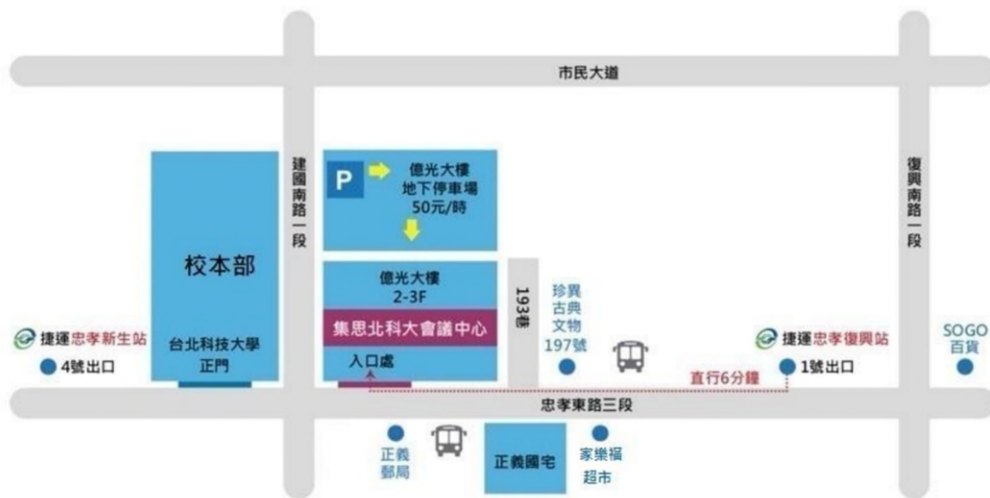 市民大道
建國南路一段
復興南路一段
P
億光大樓
地下停車場
50元/時
校本部
億光大樓
2-3F
集思北科大會議中心
193巷
珍異
古典
文物
197號
捷運忠孝新生站
4號出口
台北科技大學
正門
入口處
捷運忠孝復興站
1號出口
SOGO
百貨
直行6分鐘
忠孝東路三段
正義
郵局
正義國宅
家樂福
超市